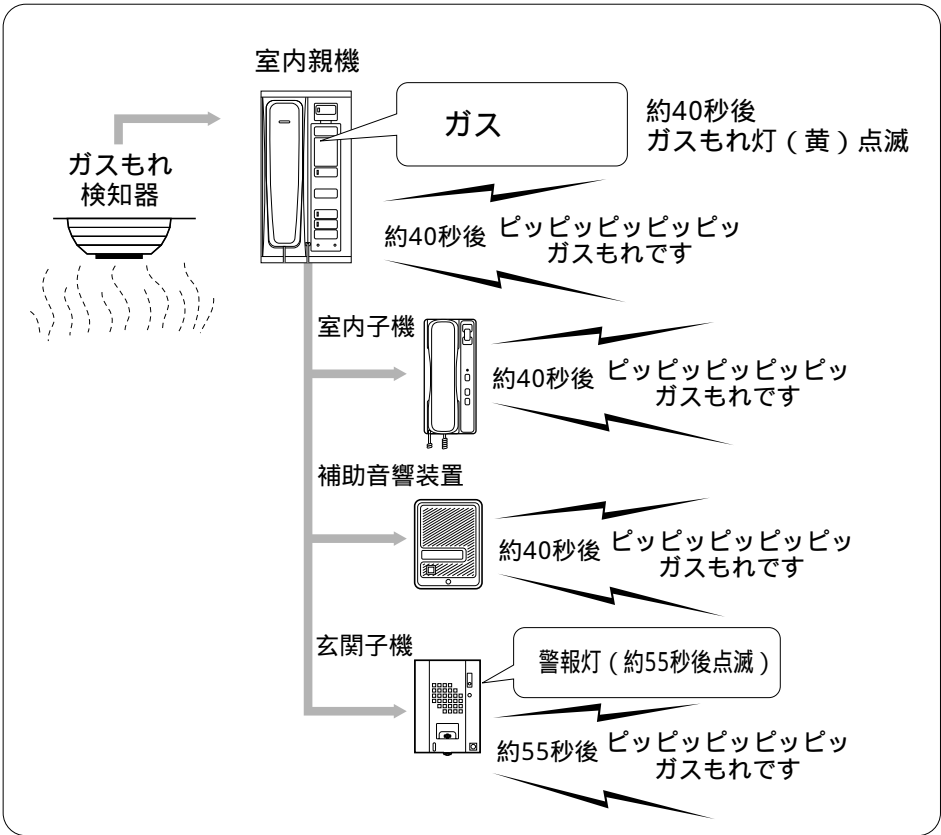 室内親機
ガス
約40秒後
ガスもれ灯(黄)点滅
ガスもれ
検知器
約40秒後 ピッピッピッピッピッ
ガスもれです
室内子機
約40秒後 ピッピッピッピッピッ
ガスもれです
補助音響装置
約40秒後 ピッピッピッピッピッ
ガスもれです
玄関子機
警報灯(約55秒後点滅)
約55秒後 ピッピッピッピッピッ
ガスもれです